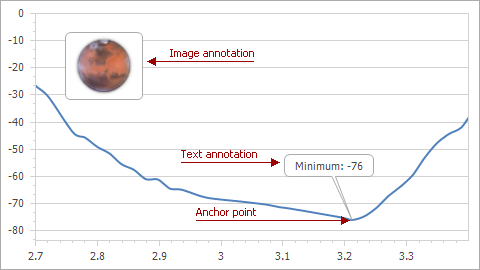 0
-10
Image annotation
-20
-30
-40
-50
Text annotation
Minimum: -76
-60
-70
Anchor point
-80
2.7 2.8 2.9 3 3.1 3.2 3.3